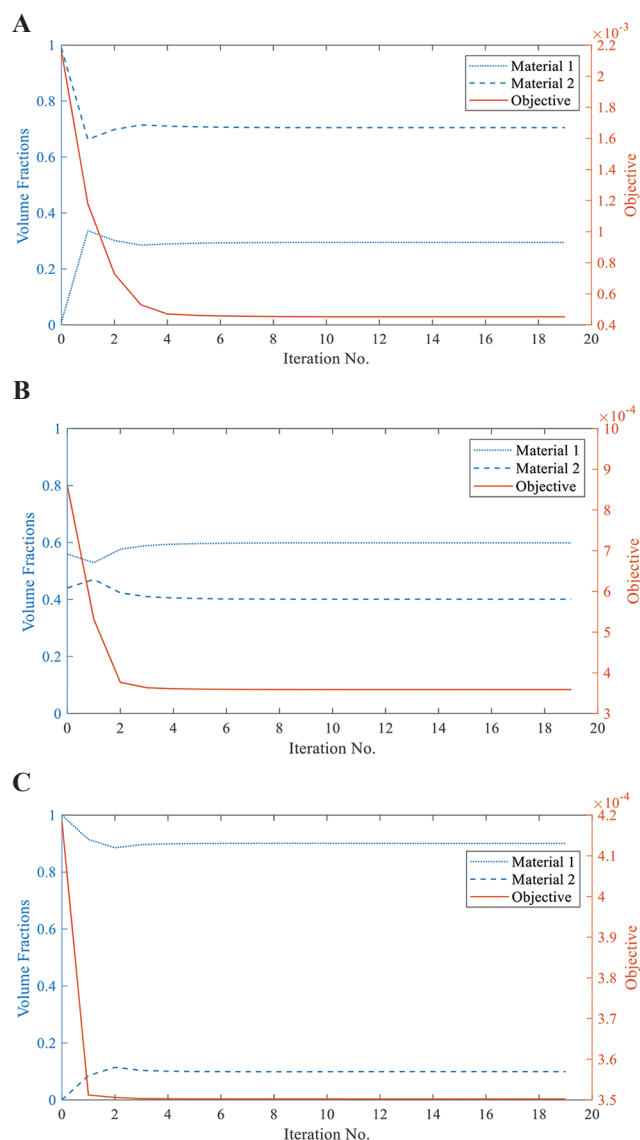 A
×10⁻³
1
0.8
0.6
0.4
0.2
0
Volume Fractions
Material 1
Material 2
Objective
2.2
2
1.8
1.6
1.4
1.2
1
0.8
0.6
0.4
Objective
0 2 4 6 8 10 12 14 16 18 20
Iteration No.
B
×10⁻⁴
1
0.8
0.6
0.4
0.2
0
Volume Fractions
Material 1
Material 2
Objective
10
9
8
7
6
5
4
3
Objective
0 2 4 6 8 10 12 14 16 18 20
Iteration No.
C
×10⁻⁴
1
0.8
0.6
0.4
0.2
0
Volume Fractions
Material 1
Material 2
Objective
4.2
4.1
4
3.9
3.8
3.7
3.6
3.5
Objective
0 2 4 6 8 10 12 14 16 18 20
Iteration No.